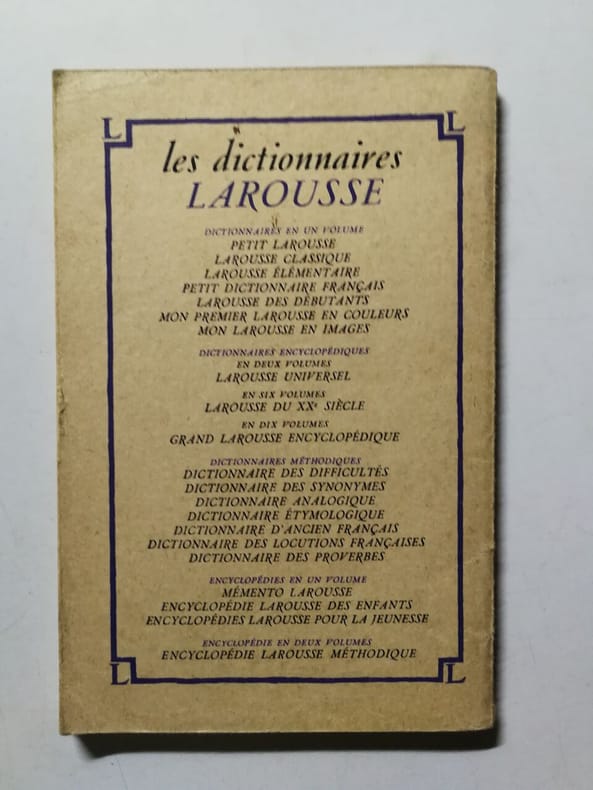 L L
les dictionnaires
LAROUSSE
DICTIONNAIRES EN UN VOLUME
PETIT LAROUSSE
LAROUSSE CLASSIQUE
LAROUSSE ÉLÉMENTAIRE
PETIT DICTIONNAIRE FRANÇAIS
LAROUSSE DES DÉBUTANTS
MON PREMIER LAROUSSE EN COULEURS
MON LAROUSSE EN IMAGES
DICTIONNAIRES ENCYCLOPÉDIQUES
EN DEUX VOLUMES
LAROUSSE UNIVERSEL
EN SIX VOLUMES
LAROUSSE DU XXe SIÈCLE
EN DIX VOLUMES
GRAND LAROUSSE ENCYCLOPÉDIQUE
DICTIONNAIRES MÉTHODIQUES
DICTIONNAIRE DES DIFFICULTÉS
DICTIONNAIRE DES SYNONYMES
DICTIONNAIRE ANALOGIQUE
DICTIONNAIRE ÉTYMOLOGIQUE
DICTIONNAIRE D'ANCIEN FRANÇAIS
DICTIONNAIRE DES LOCUTIONS FRANÇAISES
DICTIONNAIRE DES PROVERBES
ENCYCLOPÉDIES EN UN VOLUME
MÉMENTO LAROUSSE
ENCYCLOPÉDIE LAROUSSE DES ENFANTS
ENCYCLOPÉDIES LAROUSSE POUR LA JEUNESSE
ENCYCLOPÉDIE EN DEUX VOLUMES
ENCYCLOPÉDIE LAROUSSE MÉTHODIQUE
L L